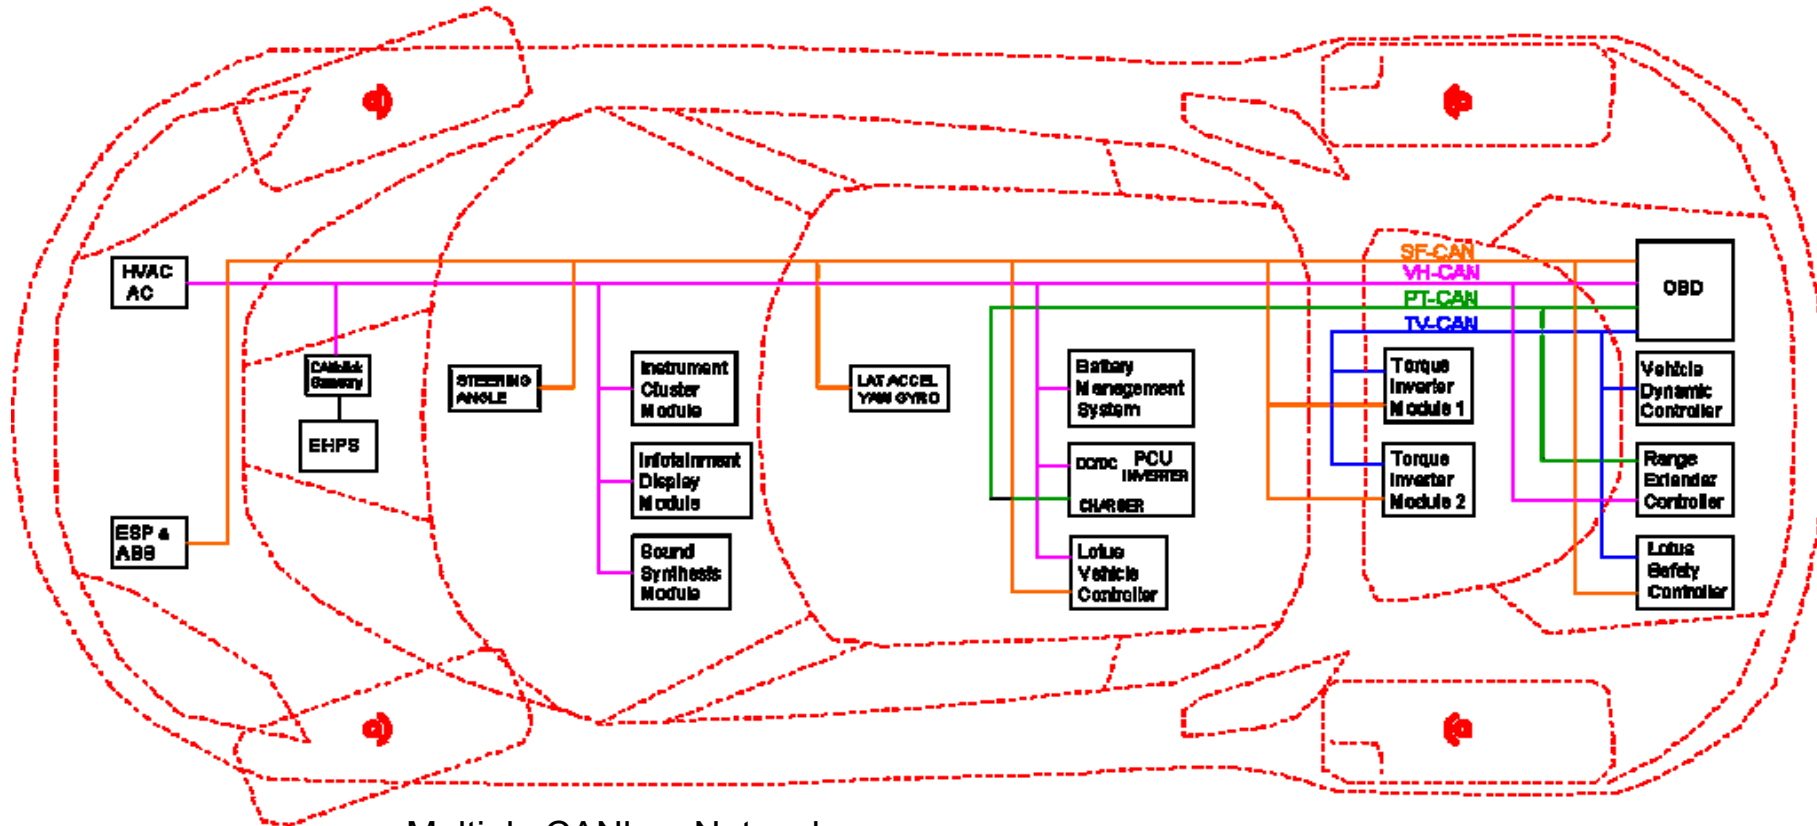 SF-CAN
VH-CAN
PT-CAN
TV-CAN
HVAC
AC
OBD
EHPS
ESP &
ABS
STEERING
ANGLE
Instrument
Cluster
Module
Infotainment
Display
Module
Sound
Synthesis
Module
LAT ACCEL
YAW GYRO
Battery
Management
System
DC/DC PCU
INVERTER
CHARGER
Lotus
Vehicle
Controller
Torque
Inverter
Module 1
Torque
Inverter
Module 2
Vehicle
Dynamic
Controller
Range
Extender
Controller
Lotus
Safety
Controller